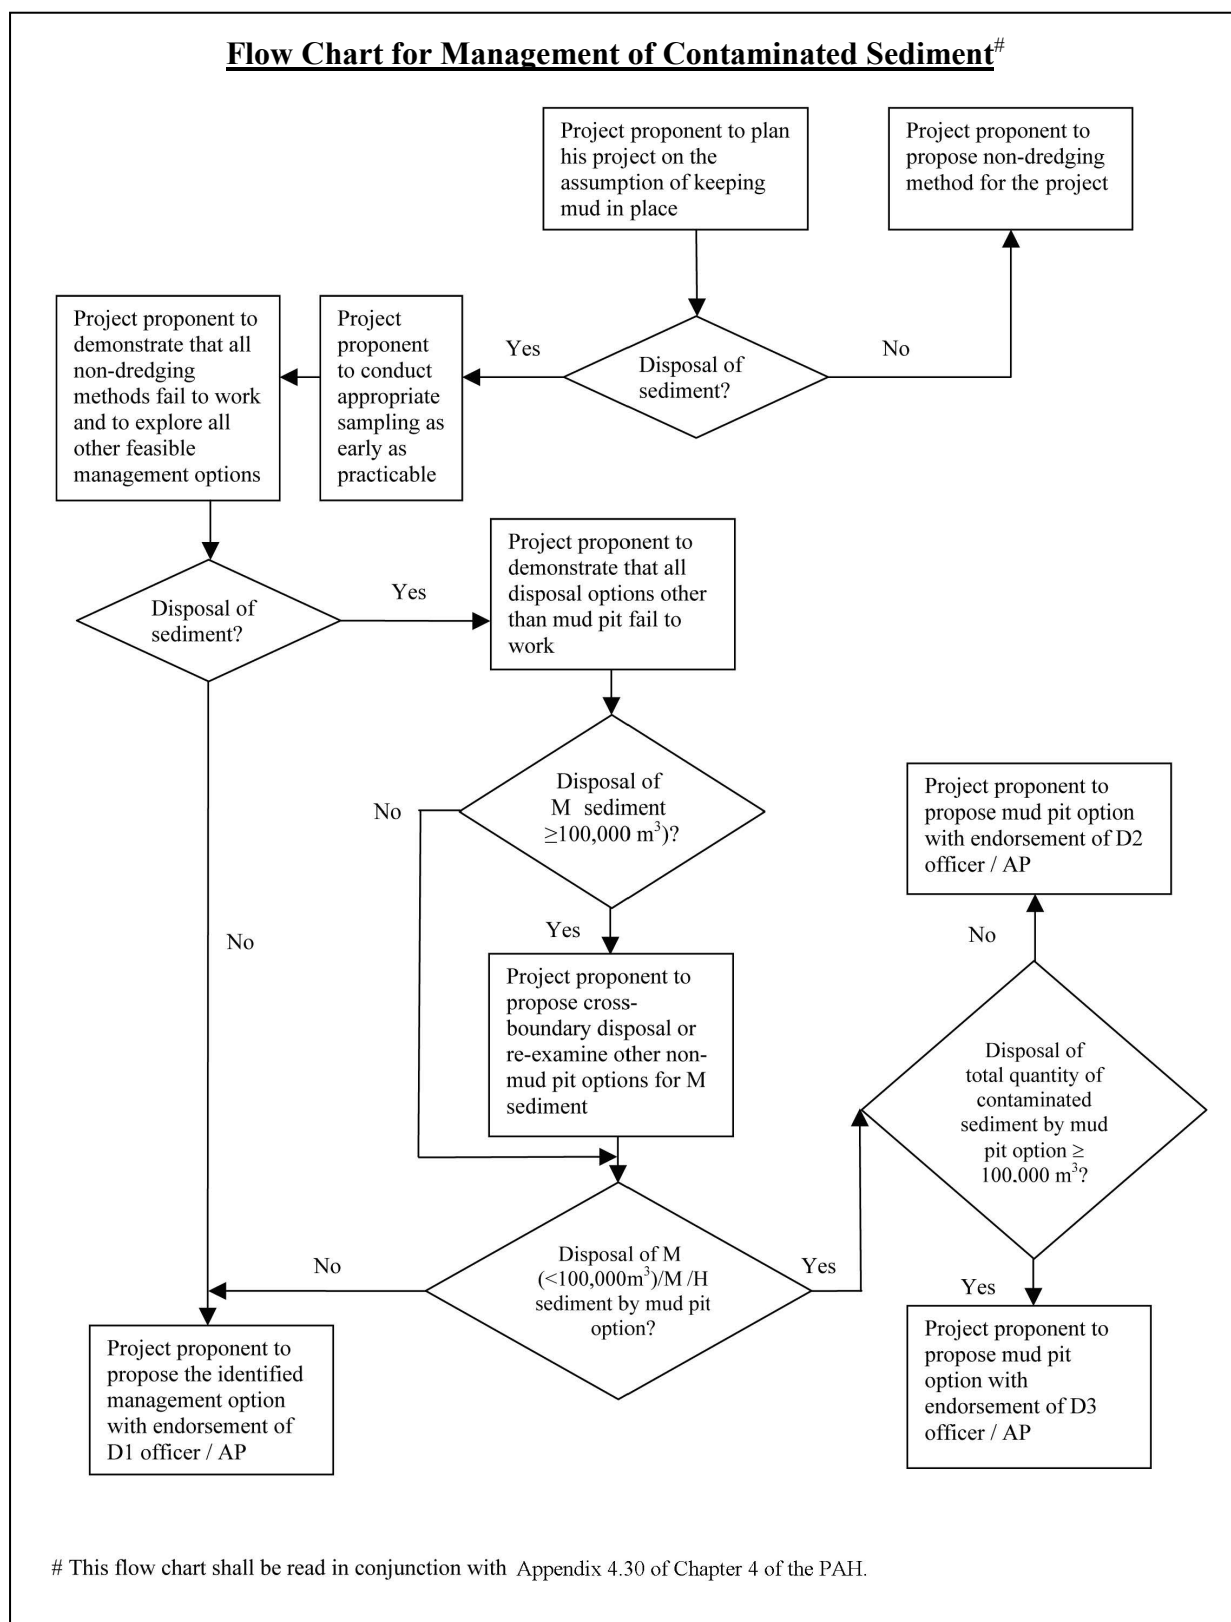 Flow Chart for Management of Contaminated Sediment#
Project proponent to plan
his project on the
assumption of keeping
mud in place
Project proponent to
propose non-dredging
method for the project
Disposal of
sediment?
No
Yes
Project
proponent
to conduct
appropriate
sampling as
early as
practicable
Project proponent to
demonstrate that all
non-dredging
methods fail to work
and to explore all
other feasible
management options
Disposal of
sediment?
Yes
Project proponent to
demonstrate that all
disposal options other
than mud pit fail to
work
Disposal of
M sediment
≥100,000 m³)?
No
Yes
Project proponent to
propose cross-
boundary disposal or
re-examine other non-
mud pit options for M
sediment
No
Disposal of M
(<100,000m³)/M /H
sediment by mud pit
option?
No
Yes
Project proponent to
propose the identified
management option
with endorsement of
D1 officer / AP
Disposal of
total quantity of
contaminated
sediment by mud
pit option ≥
100,000 m³?
No
Project proponent to
propose mud pit option
with endorsement of D2
officer / AP
Yes
Project proponent to
propose mud pit
option with
endorsement of D3
officer / AP
# This flow chart shall be read in conjunction with Appendix 4.30 of Chapter 4 of the PAH.